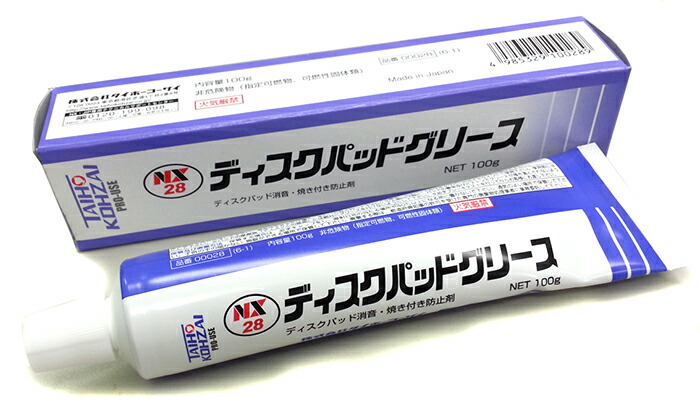 株式会社タイホーコーザイ
内容量100g
非危険物（指定可燃物、可燃性固体類）
火気厳禁
品番 00028 (6-1)
Made in Japan
4 985329 100289
TAIHO
KOHZAI
PRO-USE
NX
28
ディスクパッドグリース
NET 100g
ディスクパッド消音・焼き付き防止剤
品番 00028 (6-1) 内容量100g 非危険物（指定可燃物、可燃性固体類）
火気厳禁
TAIHO
KOHZAI
PRO-USE
NX
28
ディスクパッドグリース
NET 100g
ディスクパッド消音・焼き付き防止剤